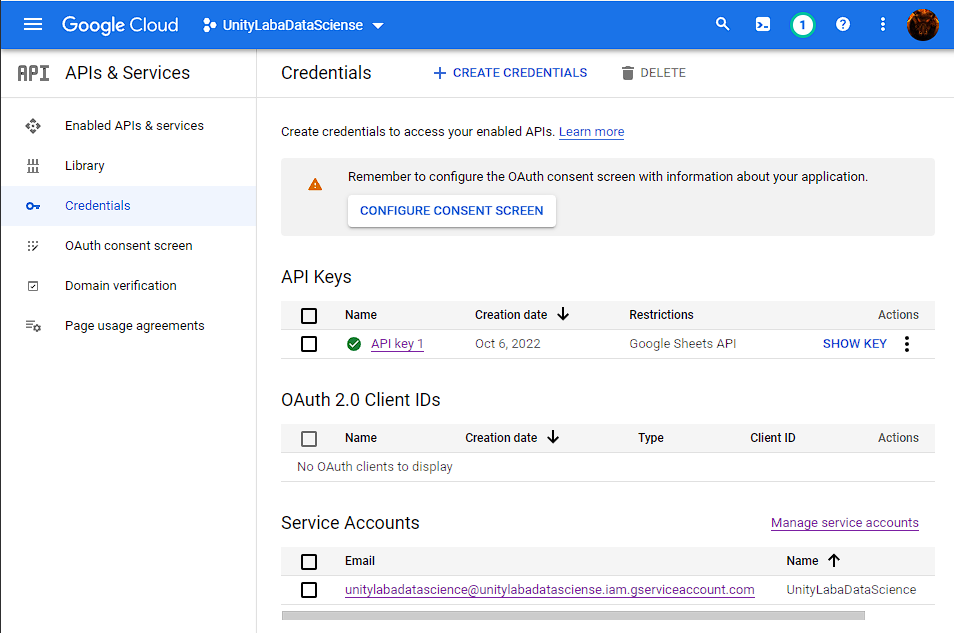 Google Cloud UnityLabaDataSciense 1
API APIs & Services
Credentials CREATE CREDENTIALS DELETE
Enabled APIs & services
Library
Credentials
OAuth consent screen
Domain verification
Page usage agreements
Create credentials to access your enabled APIs. Learn more
Remember to configure the OAuth consent screen with information about your application.
CONFIGURE CONSENT SCREEN
API Keys
Name Creation date Restrictions Actions
API key 1 Oct 6, 2022 Google Sheets API SHOW KEY
OAuth 2.0 Client IDs
Name Creation date Type Client ID Actions
No OAuth clients to display
Service Accounts Manage service accounts
Email Name
unitylabadatascience@unitylabadatasciense.iam.gserviceaccount.com UnityLabaDataScience